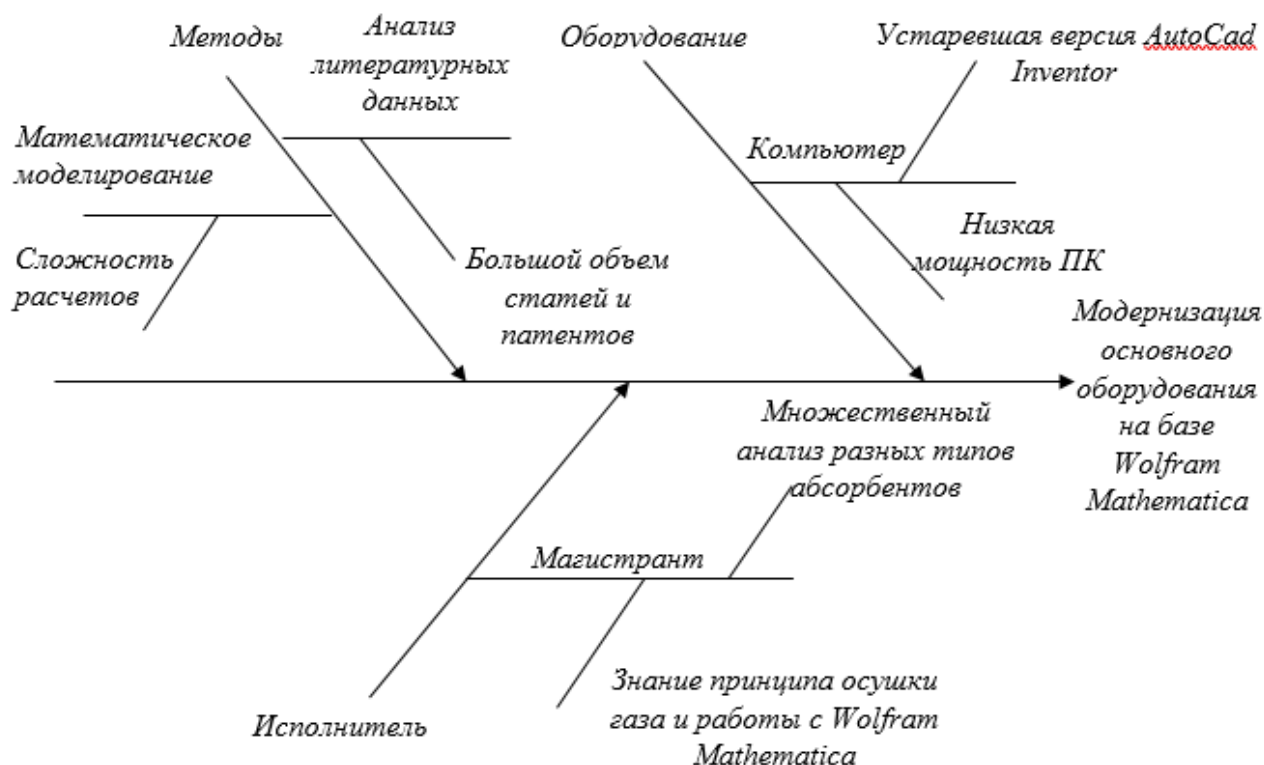 Методы
Анализ
литературных
данных
Оборудование
Устаревшая версия AutoCad
Inventor
Математическое
моделирование
Компьютер
Сложность
расчетов
Большой объем
статей и
патентов
Низкая
мощность ПК
Модернизация
основного
оборудования
на базе
Wolfram
Mathematica
Множественный
анализ разных типов
абсорбентов
Магистрант
Исполнитель
Знание принципа осушки
газа и работы с Wolfram
Mathematica